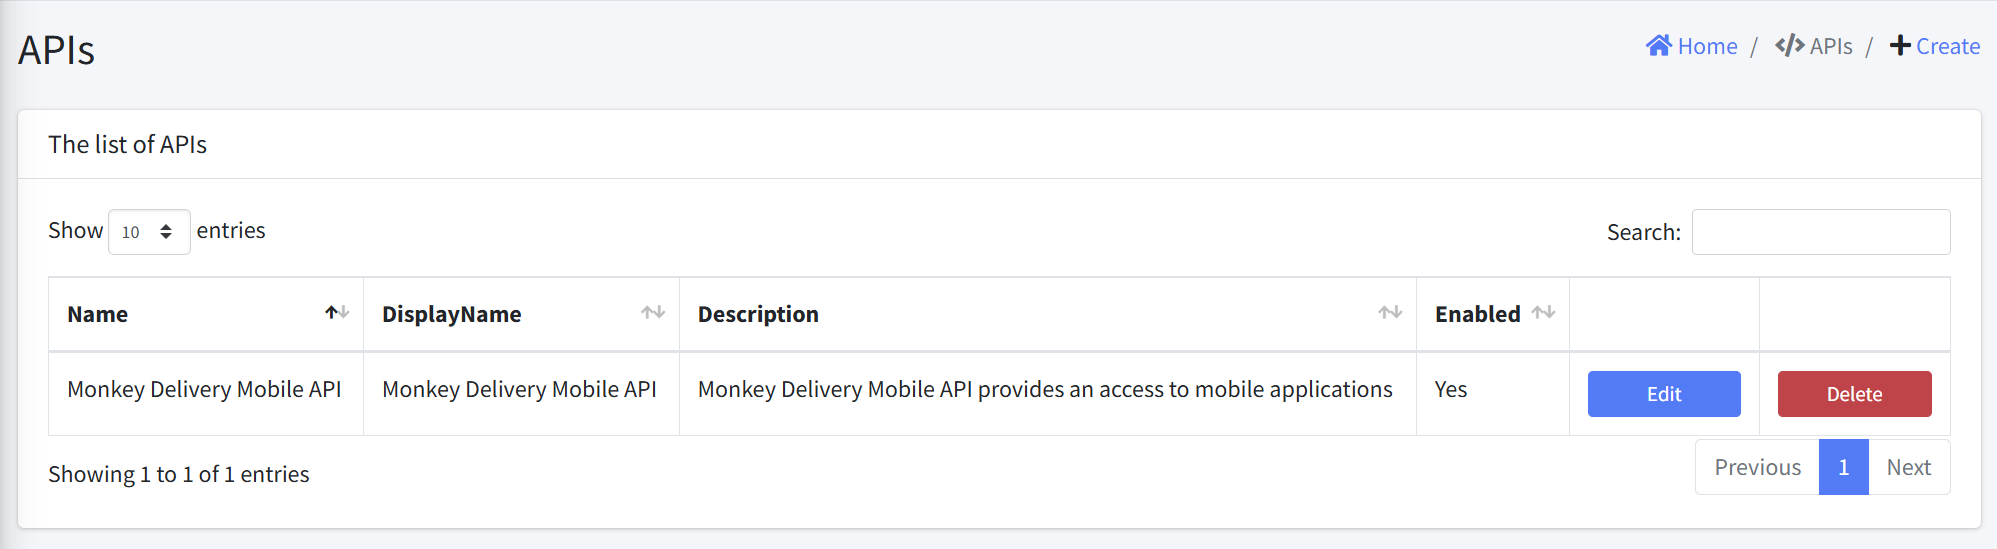 APIs
Home / APIs / Create
The list of APIs
Show 10 entries
Search:
Name DisplayName Description Enabled
Monkey Delivery Mobile API Monkey Delivery Mobile API Monkey Delivery Mobile API provides an access to mobile applications Yes Edit Delete
Showing 1 to 1 of 1 entries
Previous 1 Next